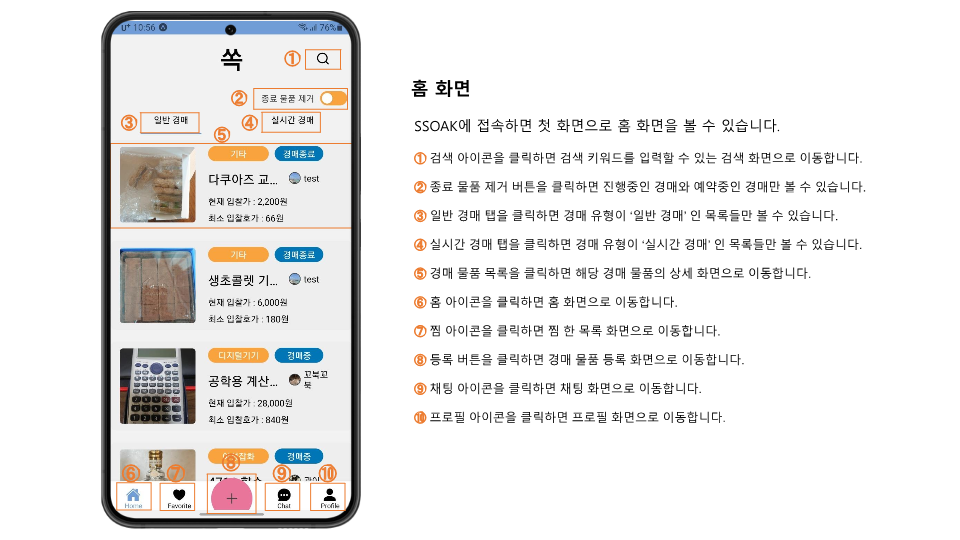 U+ 10:56
76%
쏙
①
② 종료 물품 제거
③ 일반 경매
④ 실시간 경매
⑤
기타 경매종료
다쿠아즈 교... test
현재 입찰가 : 2,200원
최소 입찰호가 : 66원
기타 경매종료
생초콜렛 기... test
현재 입찰가 : 6,000원
최소 입찰호가 : 180원
디지털기기 경매중
공학용 계산... 꼬북꼬
북
현재 입찰가 : 28,000원
최소 입찰호가 : 840원
경매중
⑥ ⑦ ⑧ ⑨ ⑩
Home Favorite + Chat Profile
홈 화면
SSOAK에 접속하면 첫 화면으로 홈 화면을 볼 수 있습니다.
① 검색 아이콘을 클릭하면 검색 키워드를 입력할 수 있는 검색 화면으로 이동합니다.
② 종료 물품 제거 버튼을 클릭하면 진행중인 경매와 예약중인 경매만 볼 수 있습니다.
③ 일반 경매 탭을 클릭하면 경매 유형이 ‘일반 경매’ 인 목록들만 볼 수 있습니다.
④ 실시간 경매 탭을 클릭하면 경매 유형이 ‘실시간 경매’ 인 목록들만 볼 수 있습니다.
⑤ 경매 물품 목록을 클릭하면 해당 경매 물품의 상세 화면으로 이동합니다.
⑥ 홈 아이콘을 클릭하면 홈 화면으로 이동합니다.
⑦ 찜 아이콘을 클릭하면 찜 한 목록 화면으로 이동합니다.
⑧ 등록 버튼을 클릭하면 경매 물품 등록 화면으로 이동합니다.
⑨ 채팅 아이콘을 클릭하면 채팅 화면으로 이동합니다.
⑩ 프로필 아이콘을 클릭하면 프로필 화면으로 이동합니다.